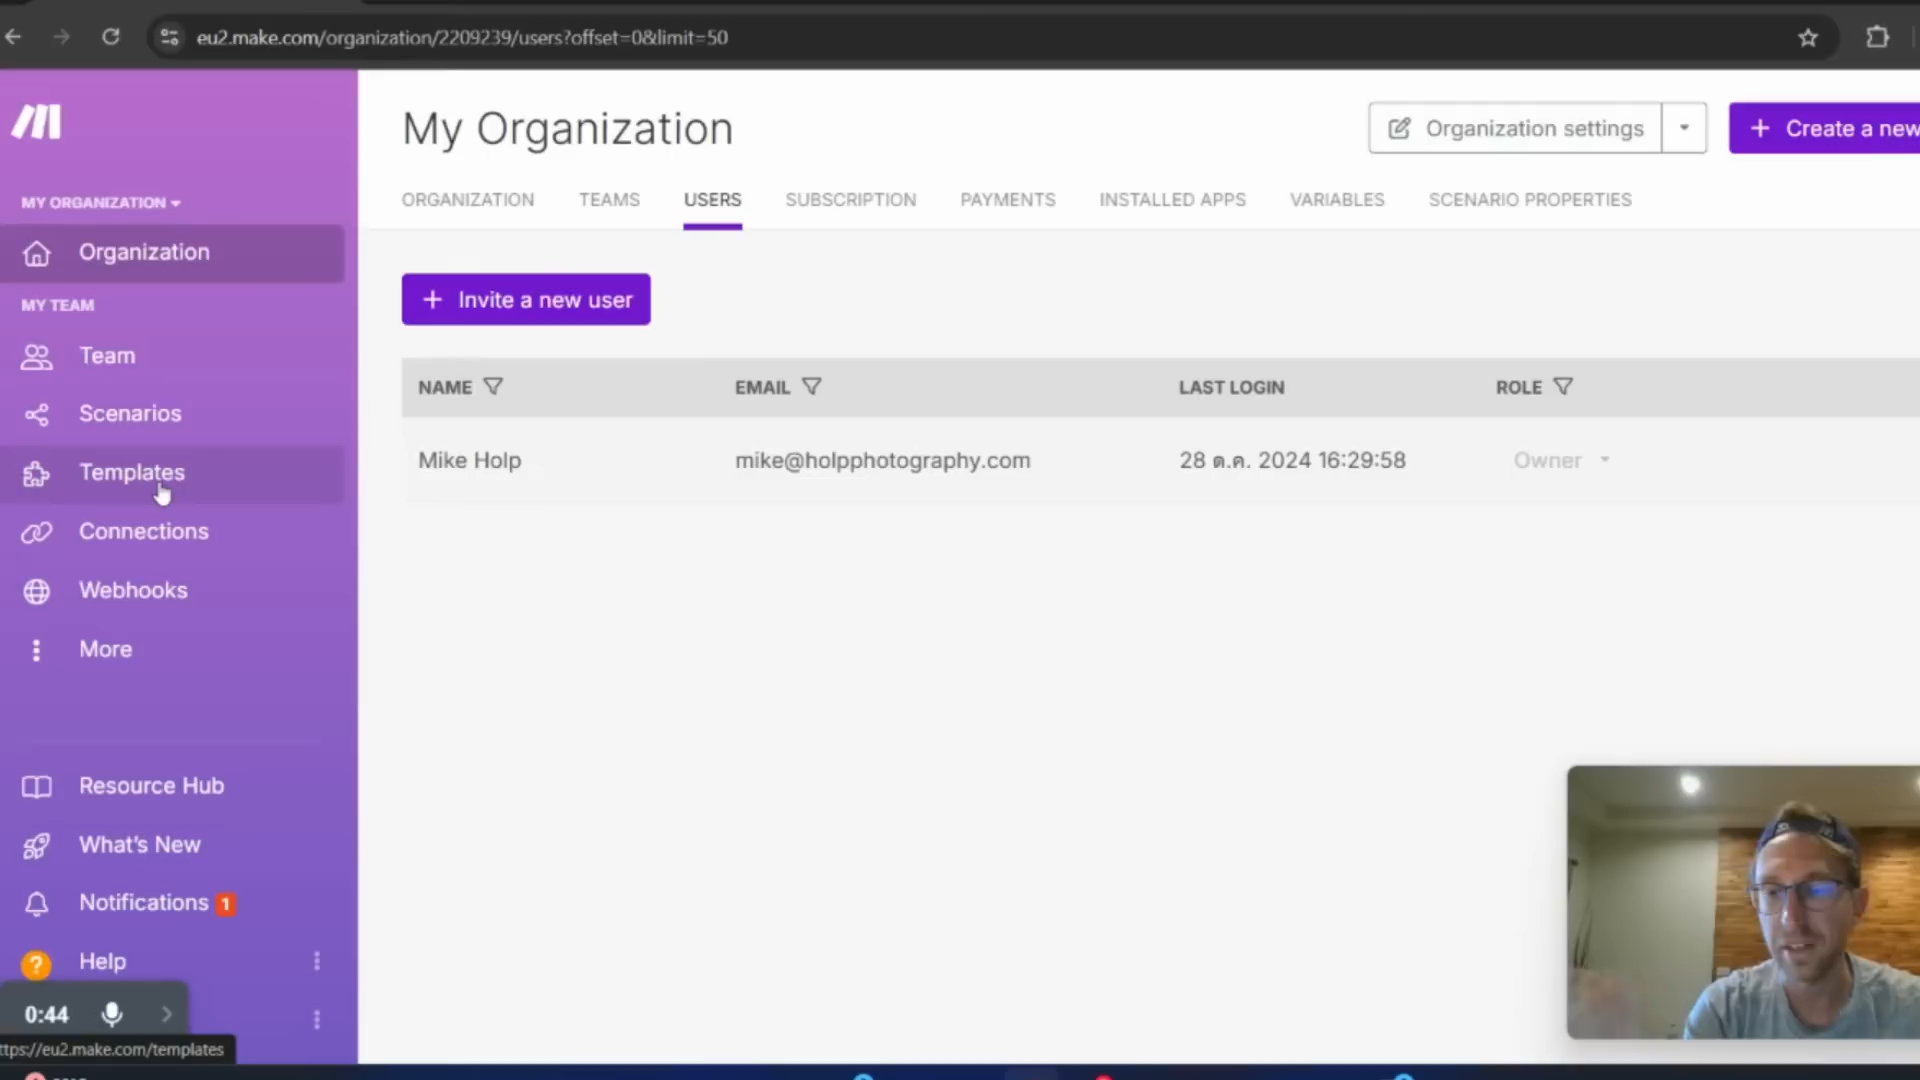 eu2.make.com/organization/2209239/users?offset=0&limit=50
My Organization
Organization settings
Create a new
MY ORGANIZATION
ORGANIZATION
TEAMS
USERS
SUBSCRIPTION
PAYMENTS
INSTALLED APPS
VARIABLES
SCENARIO PROPERTIES
Organization
MY TEAM
Team
Scenarios
Templates
Connections
Webhooks
More
Resource Hub
What's New
Notifications 1
Help
Invite a new user
NAME
EMAIL
LAST LOGIN
ROLE
Mike Holp
mike@holpphotography.com
28 ต.ค. 2024 16:29:58
Owner
0:44
ttps://eu2.make.com/templates